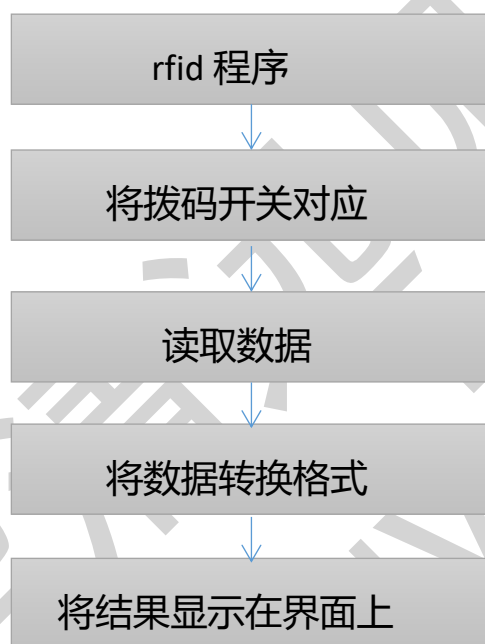 rfid 程序
将拨码开关对应
读取数据
将数据转换格式
将结果显示在界面上